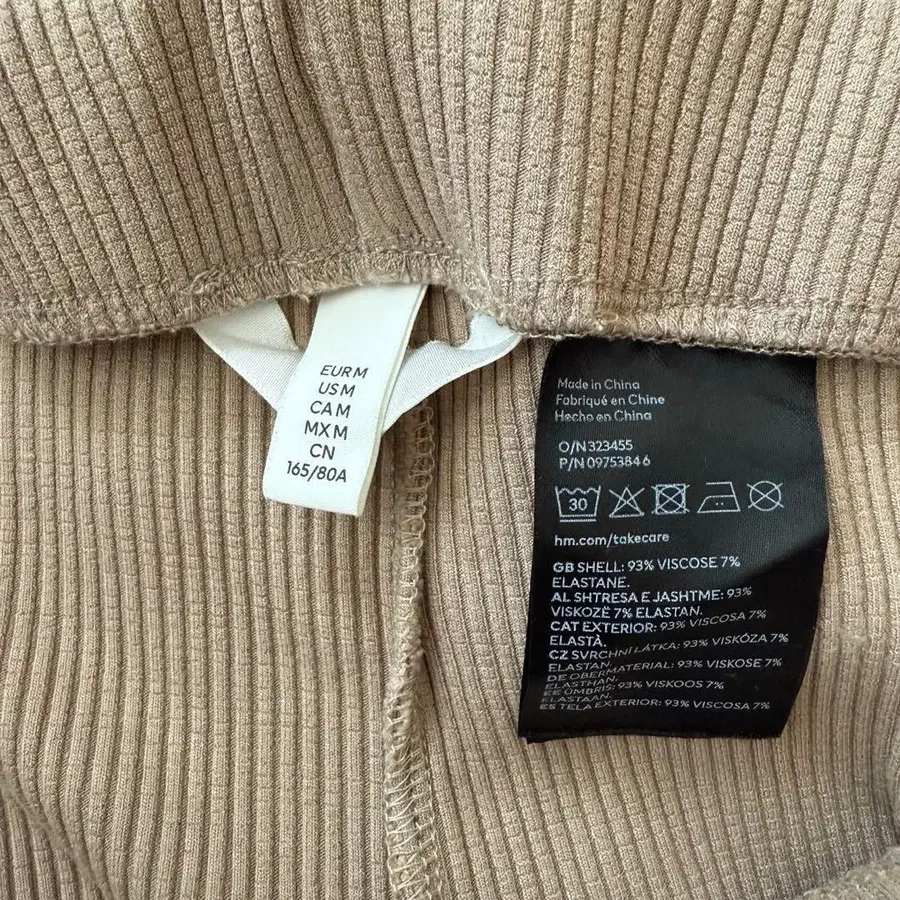 EUR M
US M
CA M
MX M
CN
165/80A
Made in China
Fabriqué en Chine
Hecho en China
O/N 323455
P/N 09753846
30
hm.com/takecare
GB SHELL: 93% VISCOSE 7%
ELASTANE.
AL SHTRESA E JASHTME: 93%
VISKOZË 7% ELASTAN.
CAT EXTERIOR: 93% VISCOSA 7%
ELASTÀ.
CZ SVRCHNÍ LÁTKA: 93% VISKÓZA 7%
ELASTAN.
DE OBERMATERIAL: 93% VISKOSE 7%
ELASTHAN.
EE ÜMBRIS: 93% VISKOOS 7%
ELASTAAN.
ES TELA EXTERIOR: 93% VISCOSA 7%